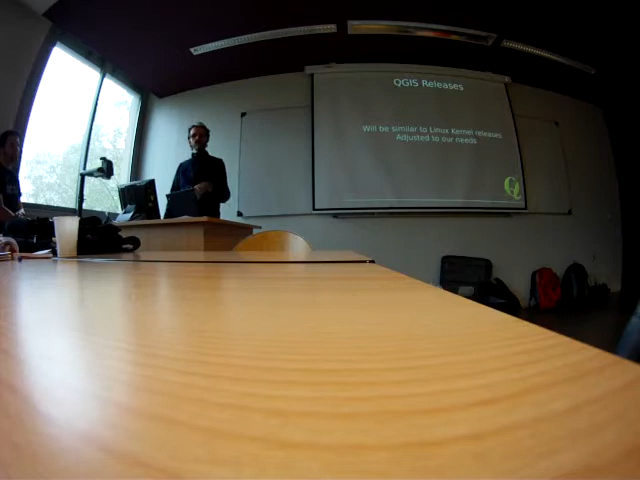 QGIS Releases
Will be similar to Linux Kernel releases
Adjusted to our needs